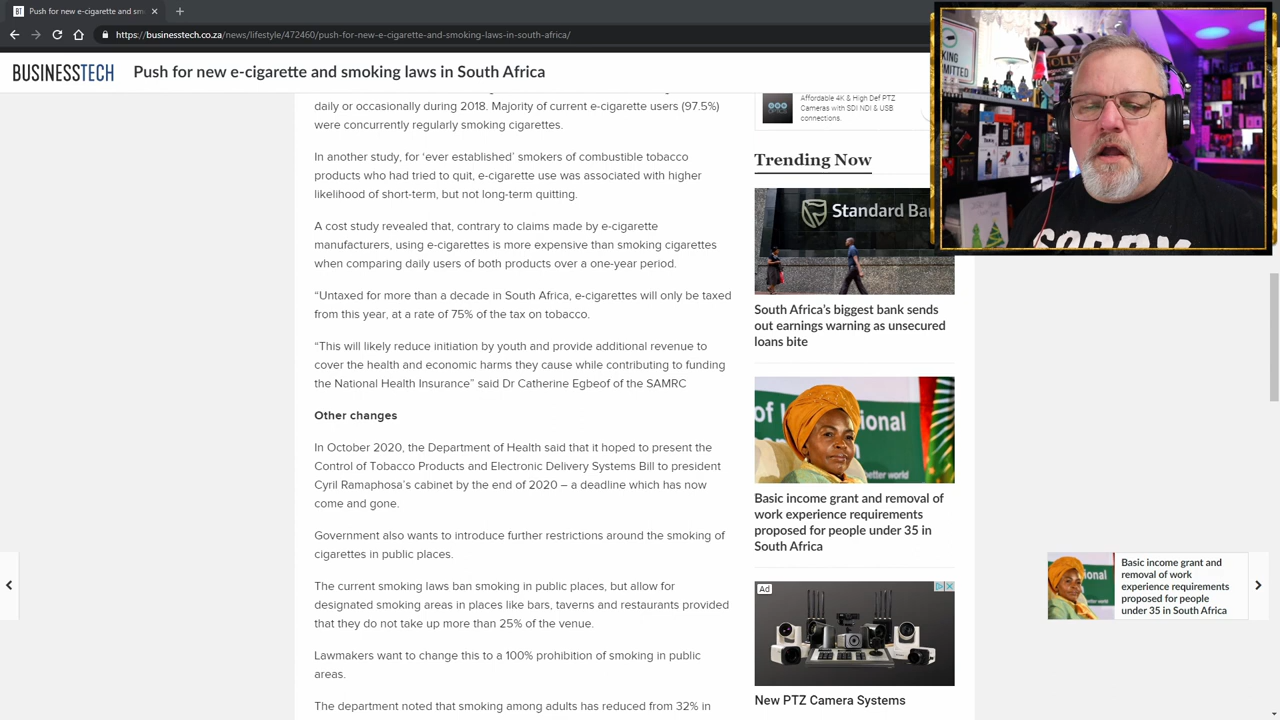 BT Push for new e-cigarette and smo
https://businesstech.co.za/news/lifestyle/472460/push-for-new-e-cigarette-and-smoking-laws-in-south-africa/
BUSINESSTECH Push for new e-cigarette and smoking laws in South Africa
daily or occasionally during 2018. Majority of current e-cigarette users (97.5%)
were concurrently regularly smoking cigarettes.
In another study, for ‘ever established’ smokers of combustible tobacco
products who had tried to quit, e-cigarette use was associated with higher
likelihood of short-term, but not long-term quitting.
A cost study revealed that, contrary to claims made by e-cigarette
manufacturers, using e-cigarettes is more expensive than smoking cigarettes
when comparing daily users of both products over a one-year period.
“Untaxed for more than a decade in South Africa, e-cigarettes will only be taxed
from this year, at a rate of 75% of the tax on tobacco.
“This will likely reduce initiation by youth and provide additional revenue to
cover the health and economic harms they cause while contributing to funding
the National Health Insurance” said Dr Catherine Egbeof of the SAMRC
Other changes
In October 2020, the Department of Health said that it hoped to present the
Control of Tobacco Products and Electronic Delivery Systems Bill to president
Cyril Ramaphosa’s cabinet by the end of 2020 – a deadline which has now
come and gone.
Government also wants to introduce further restrictions around the smoking of
cigarettes in public places.
The current smoking laws ban smoking in public places, but allow for
designated smoking areas in places like bars, taverns and restaurants provided
that they do not take up more than 25% of the venue.
Lawmakers want to change this to a 100% prohibition of smoking in public
areas.
The department noted that smoking among adults has reduced from 32% in
Affordable 4K & High Def PTZ
Cameras with SDI NDI & USB
connections.
Trending Now
Standard Ba
South Africa’s biggest bank sends
out earnings warning as unsecured
loans bite
of
ional
better world
Basic income grant and removal of
work experience requirements
proposed for people under 35 in
South Africa
Ad
New PTZ Camera Systems
ional
Basic income grant and
removal of work
experience requirements
proposed for people
under 35 in South Africa
KING
MITTED
SORRY